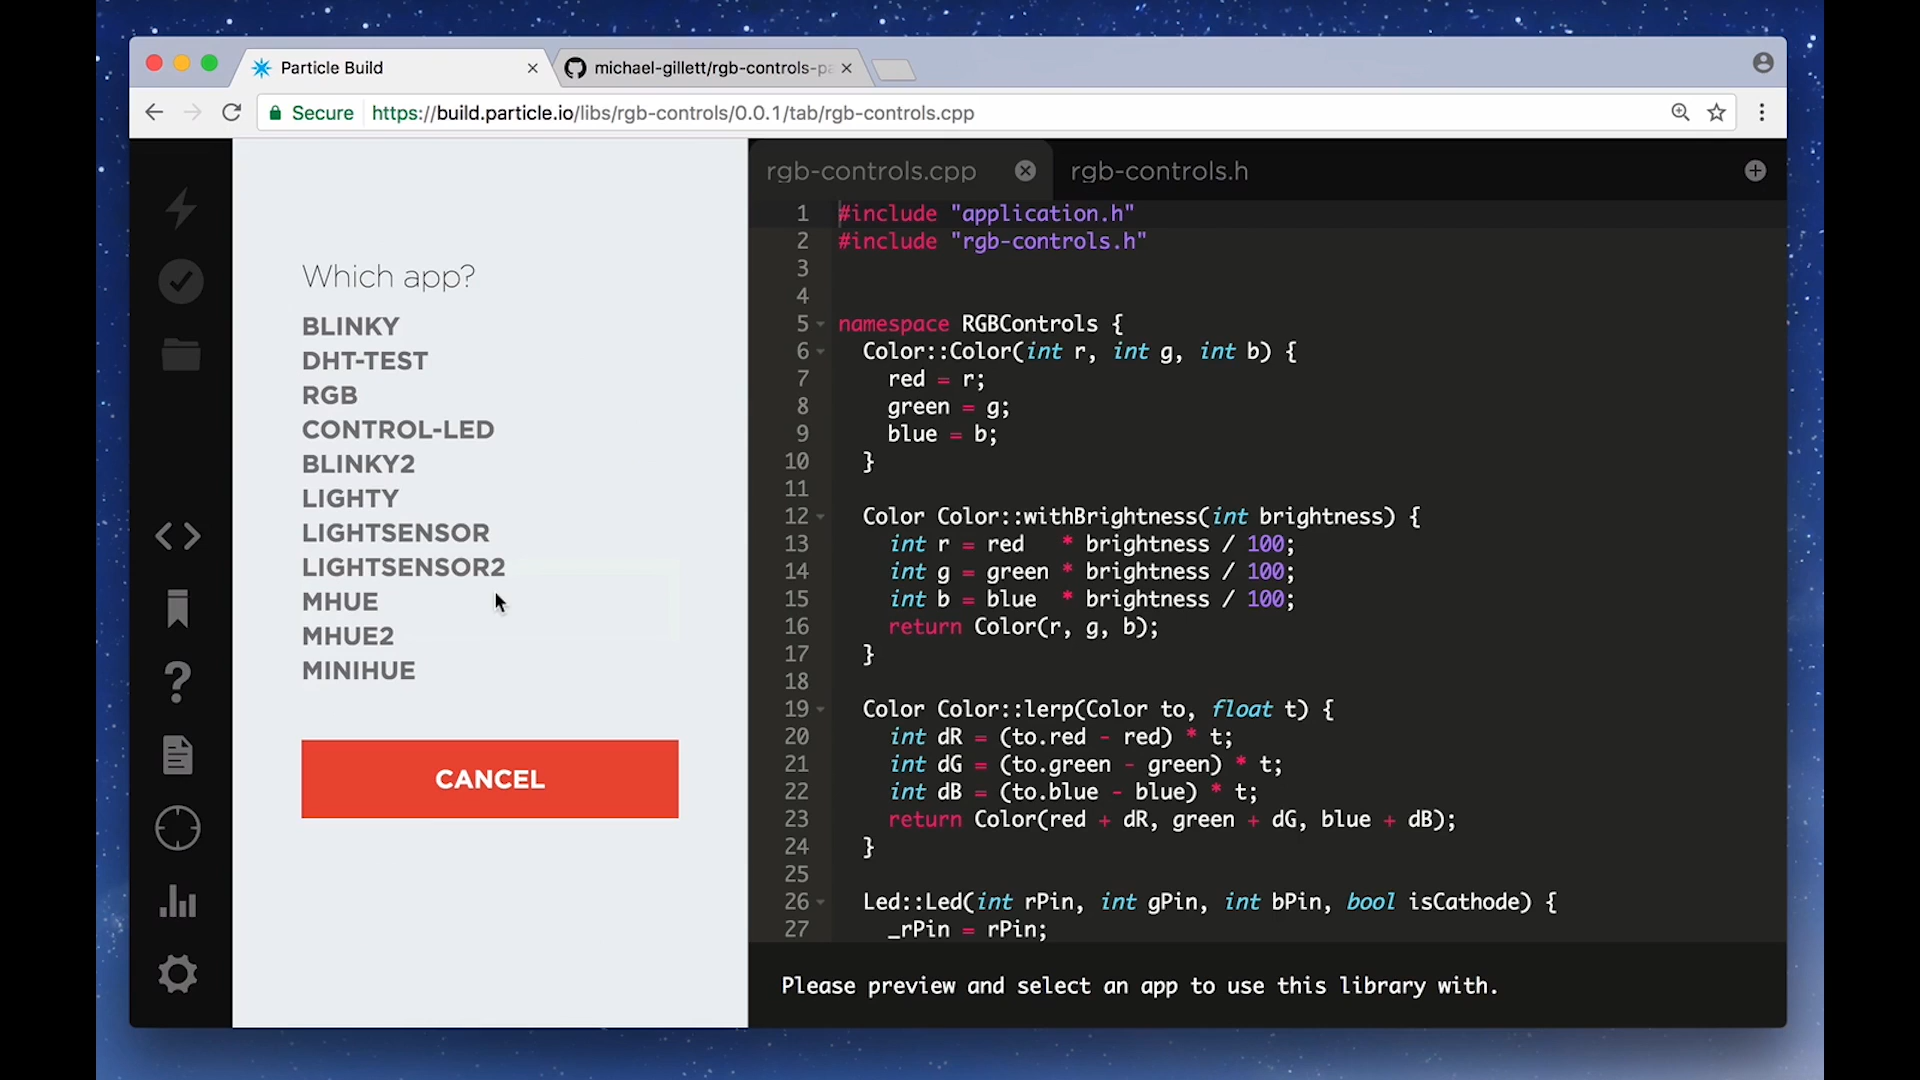 Particle Build
michael-gillett/rgb-controls-pa
Secure https://build.particle.io/libs/rgb-controls/0.0.1/tab/rgb-controls.cpp
Which app?
BLINKY
DHT-TEST
RGB
CONTROL-LED
BLINKY2
LIGHTY
LIGHTSENSOR
LIGHTSENSOR2
MHUE
MHUE2
MINIHUE
CANCEL
rgb-controls.cpp
rgb-controls.h
1 #include "application.h"
2 #include "rgb-controls.h"
3
4
5 namespace RGBControls {
6 Color::Color(int r, int g, int b) {
7 red = r;
8 green = g;
9 blue = b;
10 }
11
12 Color Color::withBrightness(int brightness) {
13 int r = red * brightness / 100;
14 int g = green * brightness / 100;
15 int b = blue * brightness / 100;
16 return Color(r, g, b);
17 }
18
19 Color Color::lerp(Color to, float t) {
20 int dR = (to.red - red) * t;
21 int dG = (to.green - green) * t;
22 int dB = (to.blue - blue) * t;
23 return Color(red + dR, green + dG, blue + dB);
24 }
25
26 Led::Led(int rPin, int gPin, int bPin, bool isCathode) {
27 _rPin = rPin;
Please preview and select an app to use this library with.